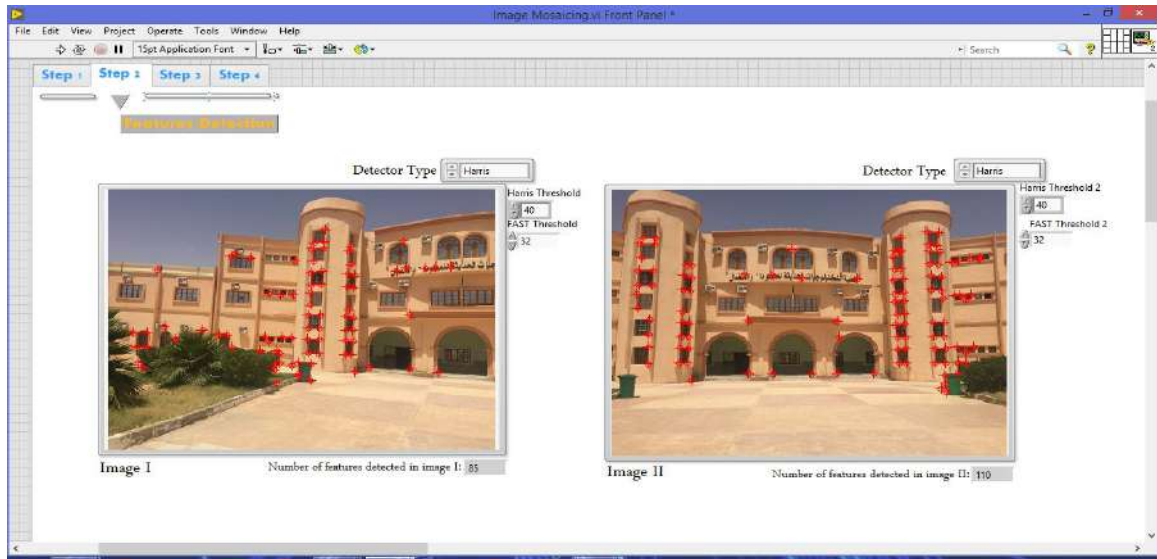 Image Mosaicing.vi Front Panel *
File Edit View Project Operate Tools Window Help
15pt Application Font
Search
Step 1 Step 2 Step 3 Step 4
Features Detection
Detector Type Harris
Harris Threshold
40
FAST Threshold
32
Image I
Number of features detected in image I: 85
Detector Type Harris
Harris Threshold 2
40
FAST Threshold 2
32
Image II
Number of features detected in image II: 110